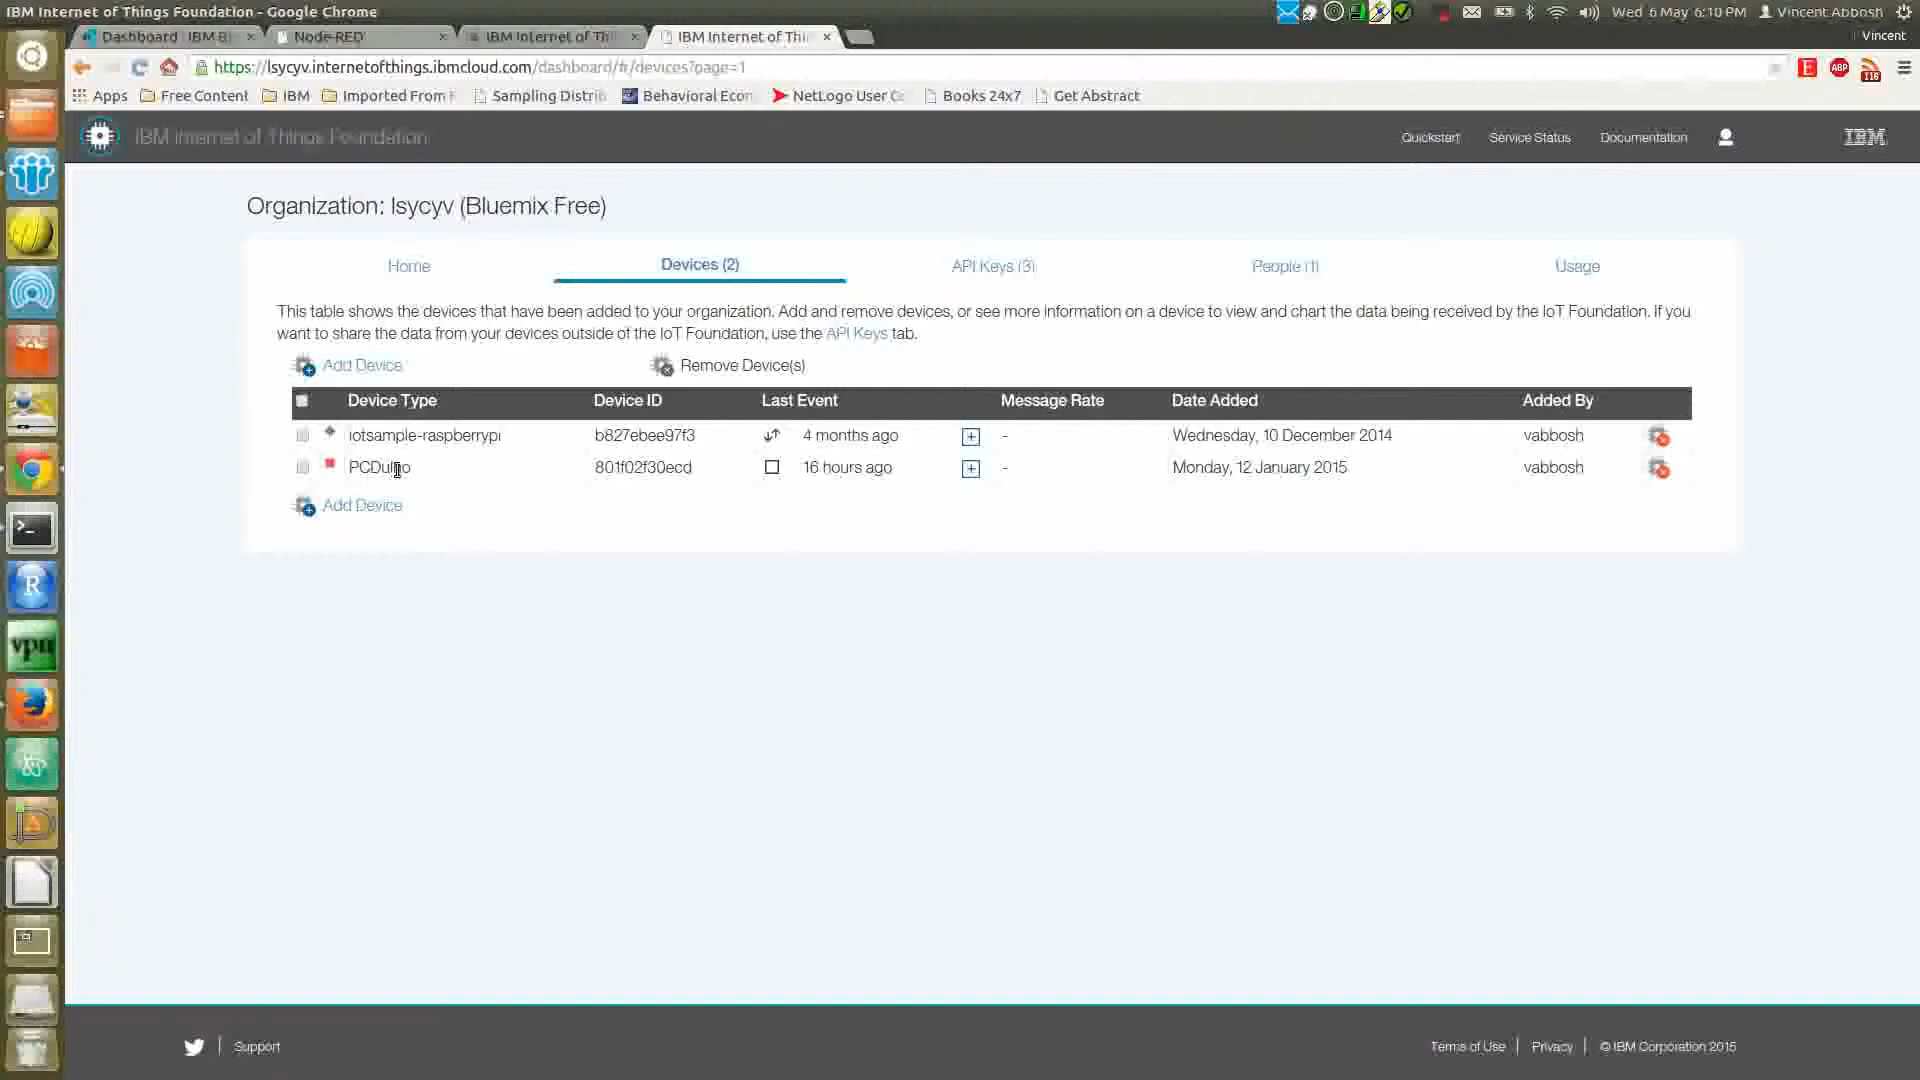 IBM Internet of Things Foundation - Google Chrome
Wed 6 May 6:10 PM Vincent Abbosh
Dashboard - IBM B
Node-RED
IBM Internet of Thi
IBM Internet of Thi
Vincent
https://lsycyv.internetofthings.ibmcloud.com/dashboard/#/devices?page=1
ABP
116
Apps
Free Content
IBM
Imported From F
Sampling Distrib
Behavioral Econ
NetLogo User Co
Books 24x7
Get Abstract
IBM Internet of Things Foundation
Quickstart
Service Status
Documentation
IBM
Organization: lsycyv (Bluemix Free)
Home
Devices (2)
API Keys (3)
People (1)
Usage
This table shows the devices that have been added to your organization. Add and remove devices, or see more information on a device to view and chart the data being received by the IoT Foundation. If you
want to share the data from your devices outside of the IoT Foundation, use the API Keys tab.
Add Device
Remove Device(s)
Device Type Device ID Last Event Message Rate Date Added Added By
iotsample-raspberrypi b827ebee97f3 4 months ago - Wednesday, 10 December 2014 vabbosh
PCDuino 801f02f30ecd 16 hours ago - Monday, 12 January 2015 vabbosh
Add Device
R
vpn
Support
Terms of Use
Privacy
© IBM Corporation 2015